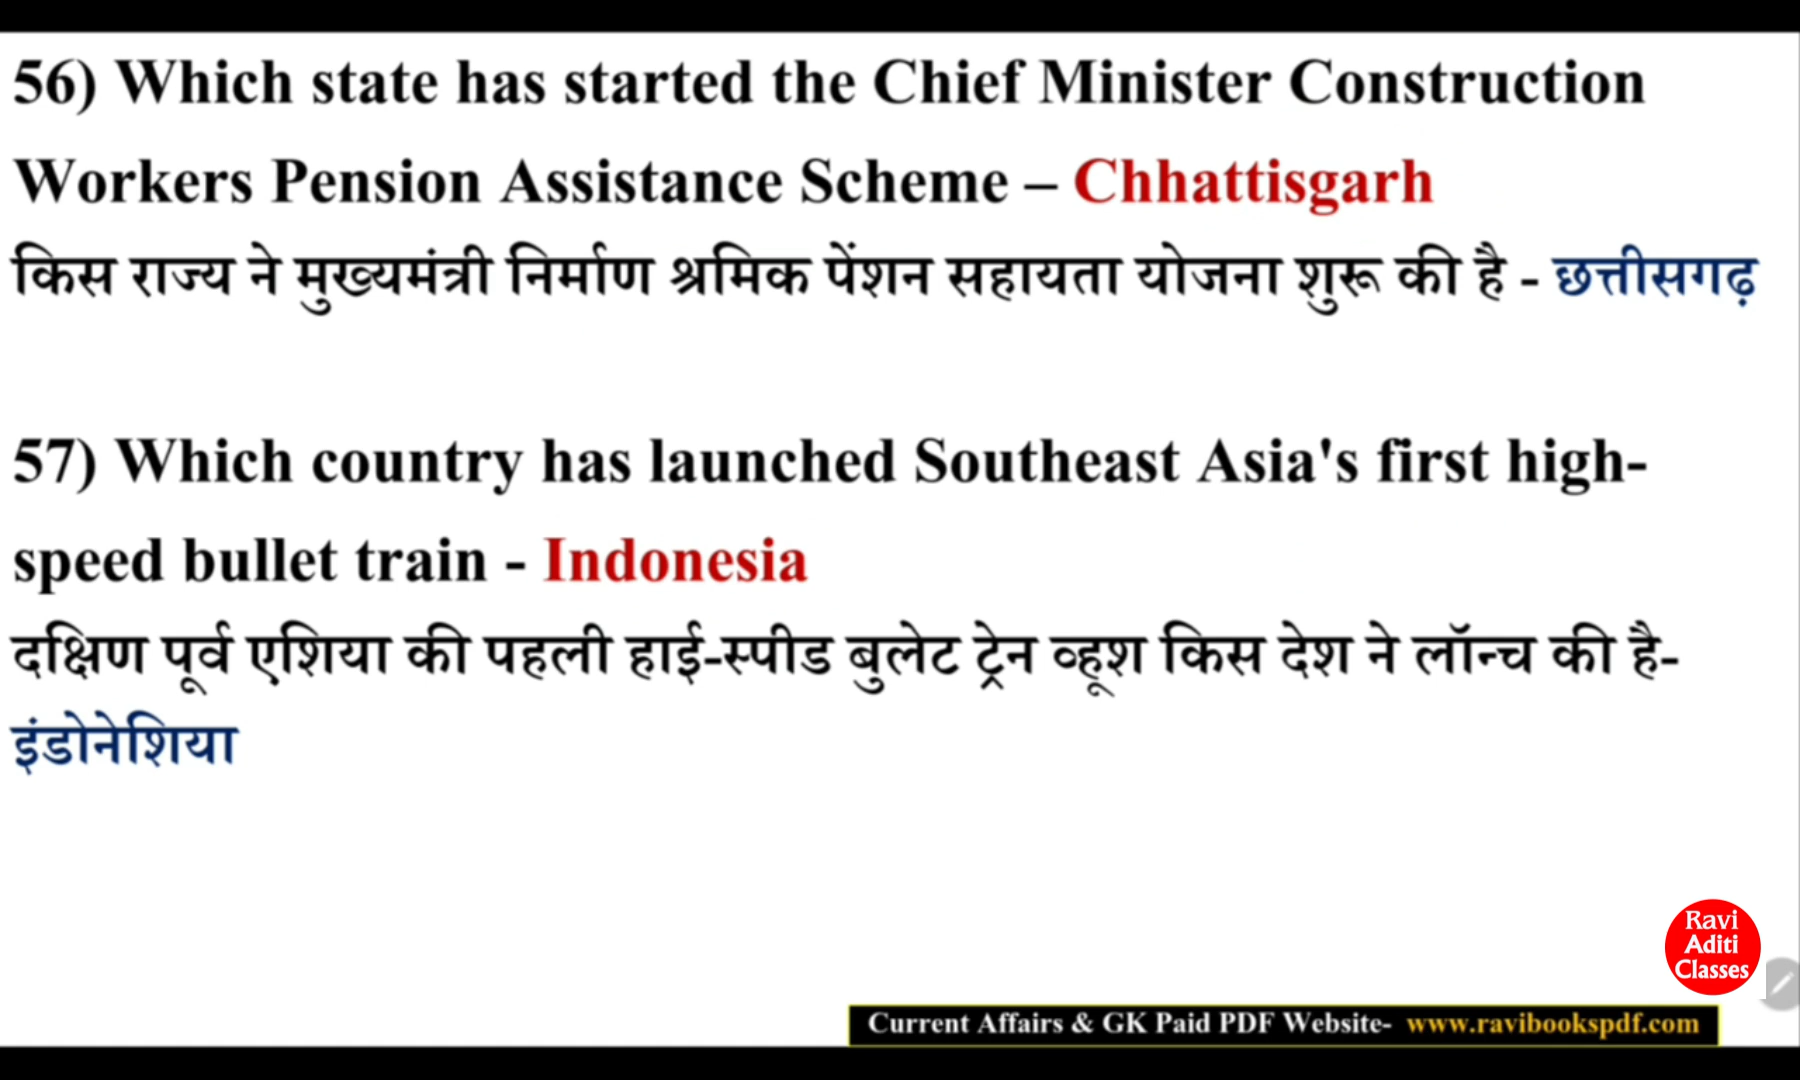 56) Which state has started the Chief Minister Construction
Workers Pension Assistance Scheme – Chhattisgarh
किस राज्य ने मुख्यमंत्री निर्माण श्रमिक पेंशन सहायता योजना शुरू की है - छत्तीसगढ़
57) Which country has launched Southeast Asia's first high-
speed bullet train - Indonesia
दक्षिण पूर्व एशिया की पहली हाई-स्पीड बुलेट ट्रेन व्हूश किस देश ने लॉन्च की है-
इंडोनेशिया
Ravi
Aditi
Classes
Current Affairs & GK Paid PDF Website- www.ravibookspdf.com